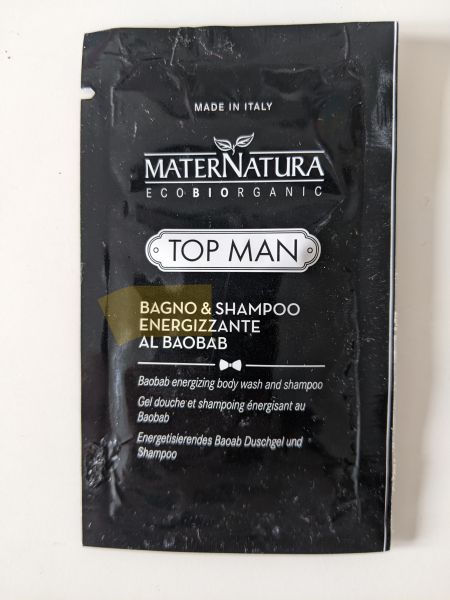 MADE IN ITALY
MATERNATURA
ECOBIORGANIC
TOP MAN
BAGNO & SHAMPOO
ENERGIZZANTE
AL BAOBAB
Baobab energizing body wash and shampoo
Gel douche et shampoing énergisant au
Baobab
Energetisierendes Baoab Duschgel und
Shampoo